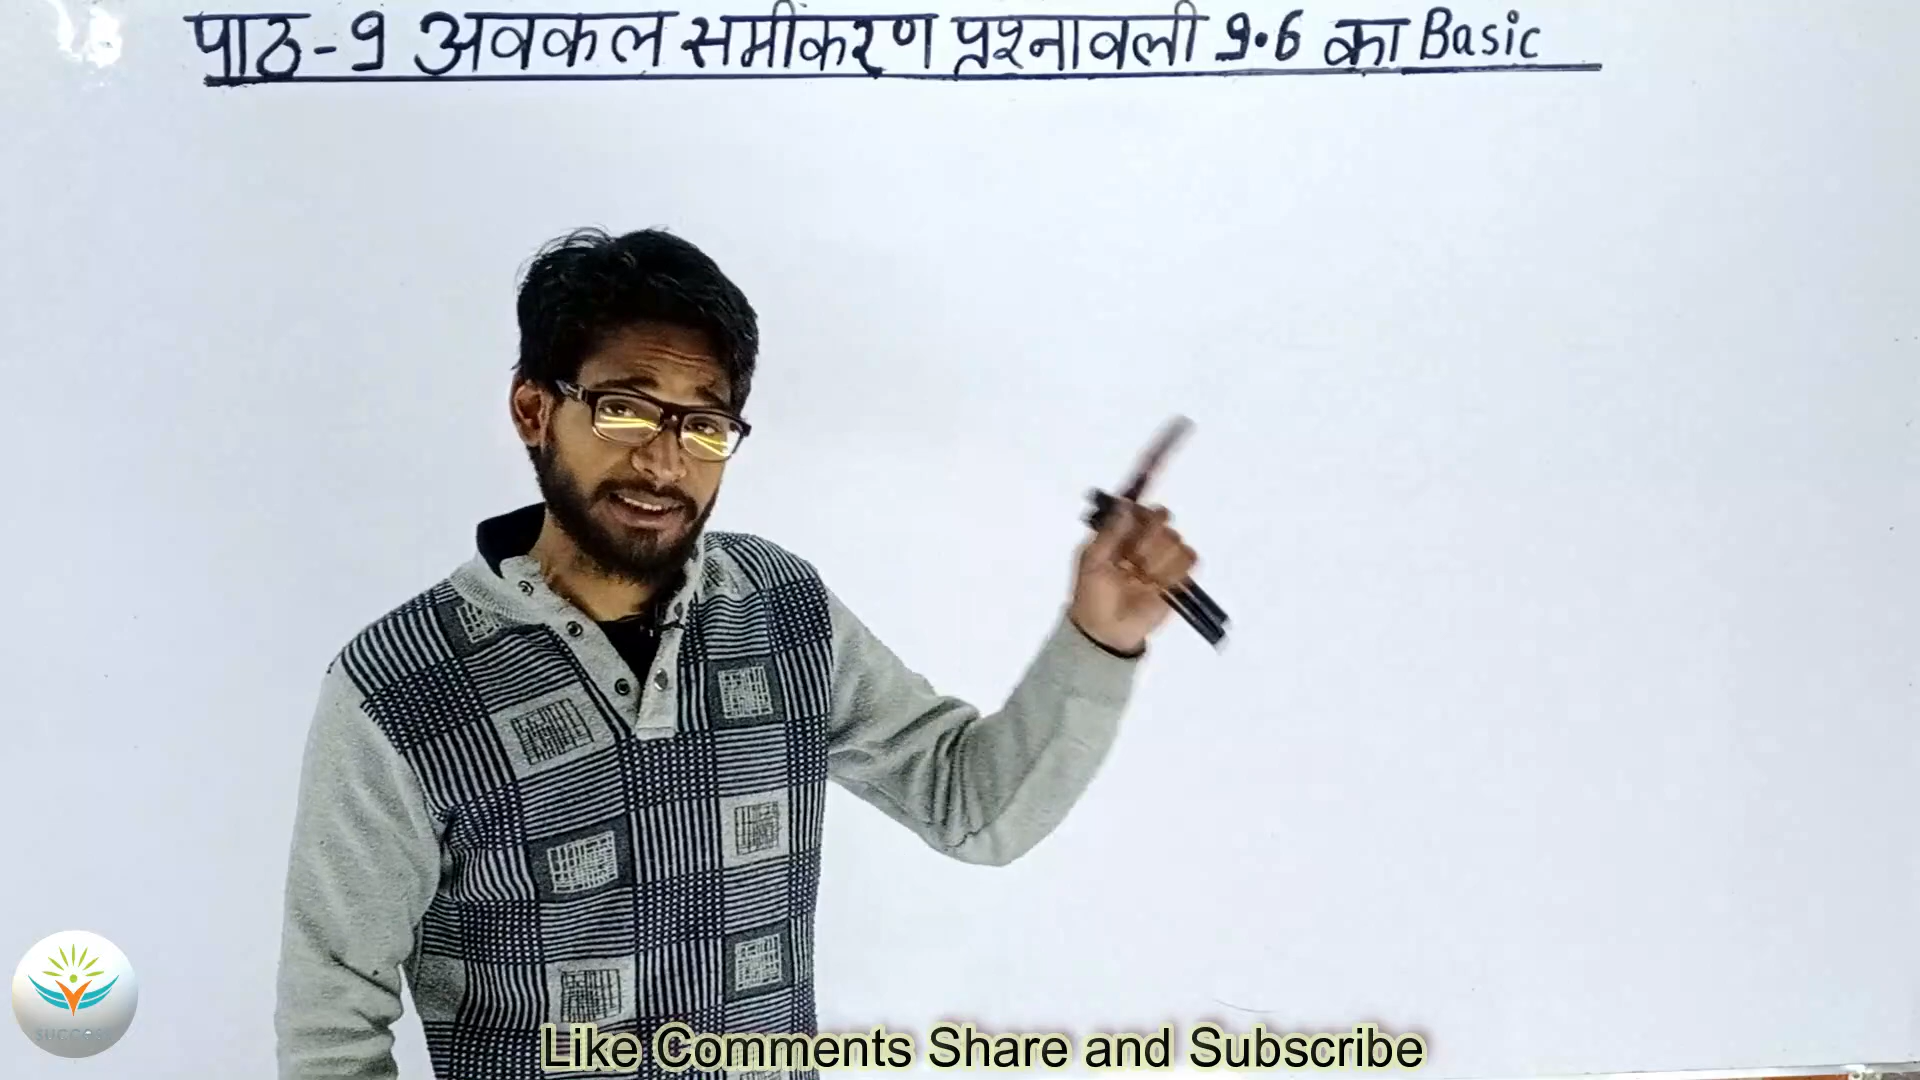 पाठ-9 अवकल समीकरण प्रश्नावली 9.6 का Basic
Like Comments Share and Subscribe